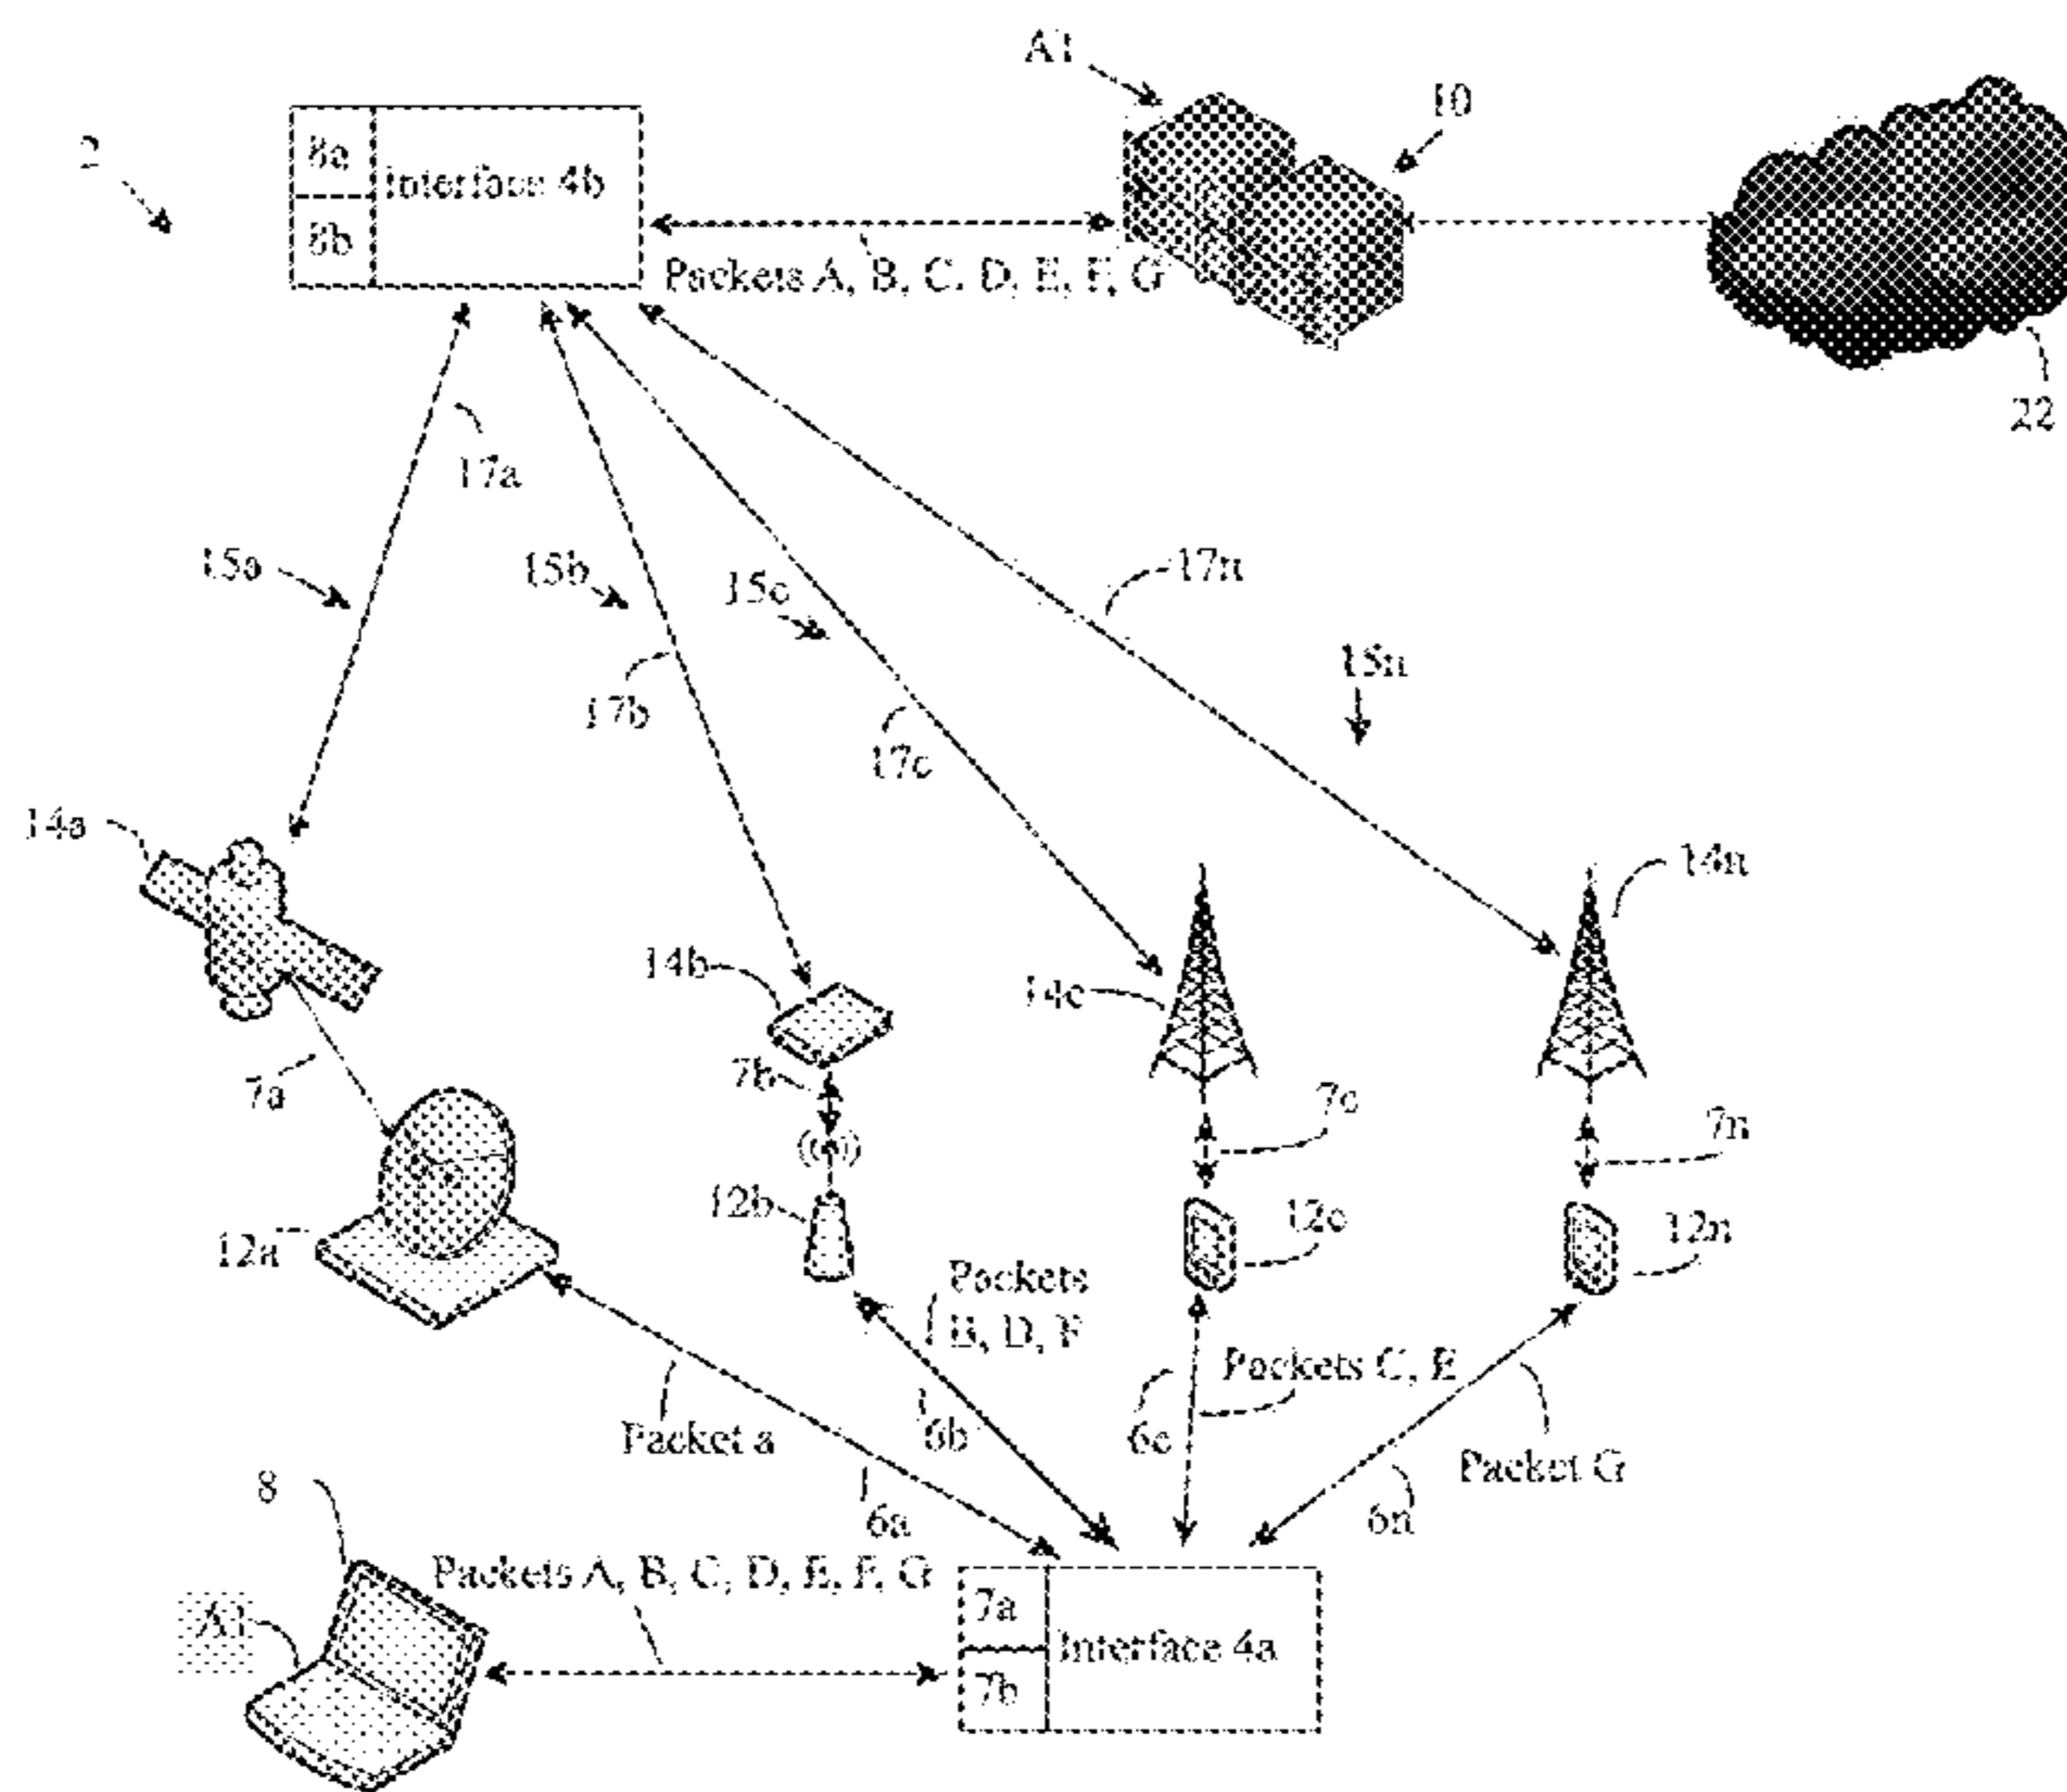 A1
10
2
8a
Interface 4b
8b
Packets A, B, C, D, E, F, G
22
17a
15a
15b
15c
17n
17b
17c
15n
14a
14n
14b
14c
7a
7b
7c
7n
12a
12b
12c
12n
Packets
B, D, F
Packets C, E
Packet a
6b
6c
Packet G
6a
6n
8
Packets A, B, C, D, E, F, G
7a
Interface 4a
A1
7b